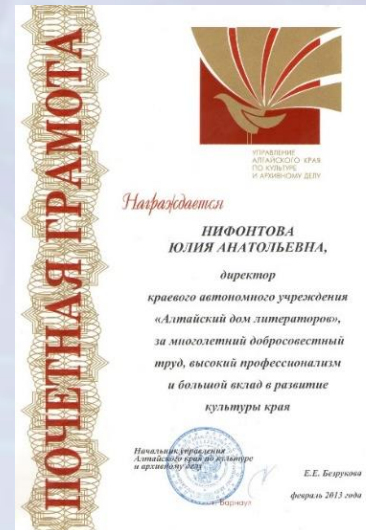 ПОЧЕТНАЯ ГРАМОТА
УПРАВЛЕНИЕ
АЛТАЙСКОГО КРАЯ
ПО КУЛЬТУРЕ
И АРХИВНОМУ ДЕЛУ
Награждается
НИФОНТОВА
ЮЛИЯ АНАТОЛЬЕВНА,
директор
краевого автономного учреждения
«Алтайский дом литераторов»,
за многолетний добросовестный
труд, высокий профессионализм
и большой вклад в развитие
культуры края
Начальник управления
Алтайского края по культуре
и архивному делу
Е.Е. Безрукова
Барнаул
февраль 2013 года